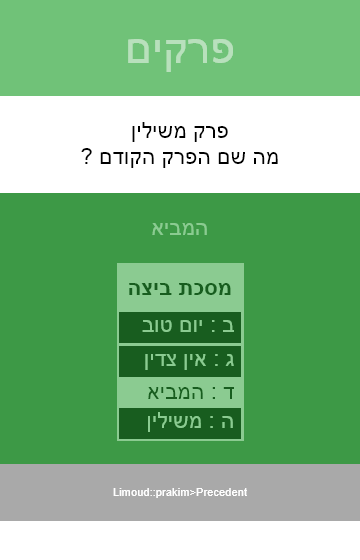 פרקים
פרק משילין
מה שם הפרק הקודם ?
המביא
מסכת ביצה
ב : יום טוב
ג : אין צדין
ד : המביא
ה : משילין
Limoud::prakim>Precedent